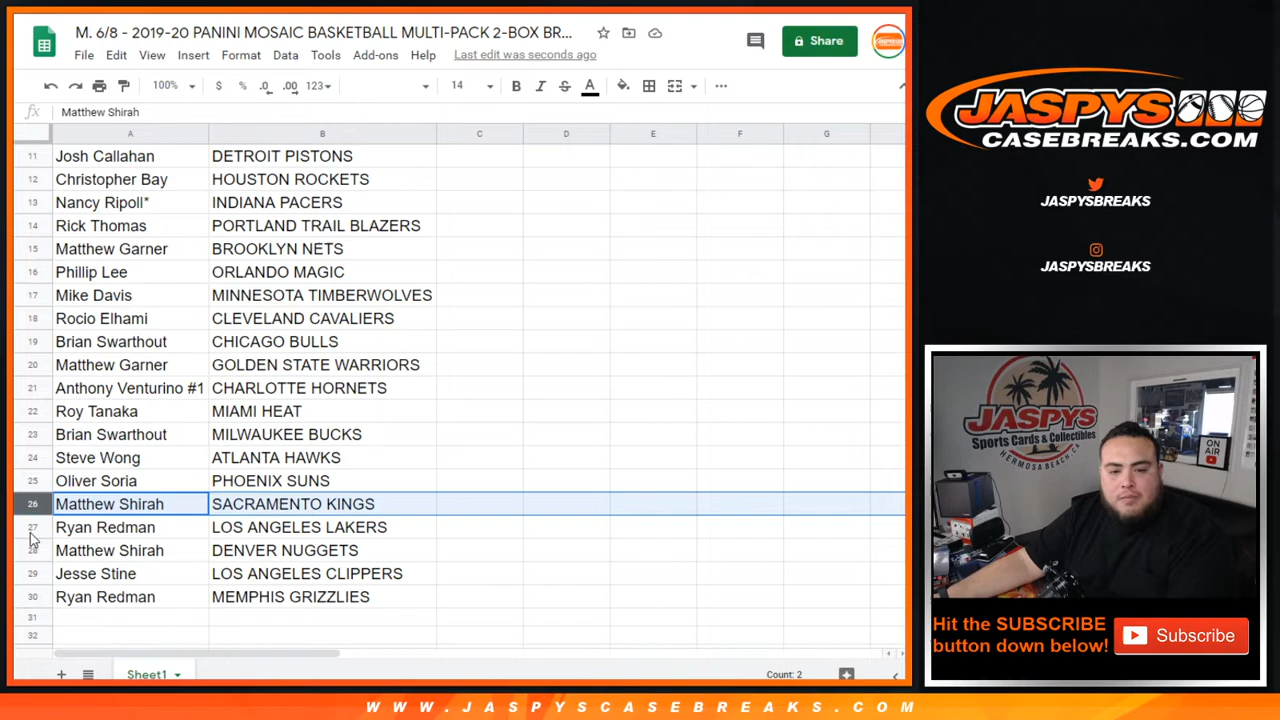 M. 6/8 - 2019-20 PANINI MOSAIC BASKETBALL MULTI-PACK 2-BOX BR...
File Edit View Insert Format Data Tools Add-ons Help Last edit was seconds ago
Share
100% $ % .0 .00 123 14 B I S A
fx Matthew Shirah
A B C D E F G
11 Josh Callahan DETROIT PISTONS
12 Christopher Bay HOUSTON ROCKETS
13 Nancy Ripoll* INDIANA PACERS
14 Rick Thomas PORTLAND TRAIL BLAZERS
15 Matthew Garner BROOKLYN NETS
16 Phillip Lee ORLANDO MAGIC
17 Mike Davis MINNESOTA TIMBERWOLVES
18 Rocio Elhami CLEVELAND CAVALIERS
19 Brian Swarthout CHICAGO BULLS
20 Matthew Garner GOLDEN STATE WARRIORS
21 Anthony Venturino #1 CHARLOTTE HORNETS
22 Roy Tanaka MIAMI HEAT
23 Brian Swarthout MILWAUKEE BUCKS
24 Steve Wong ATLANTA HAWKS
25 Oliver Soria PHOENIX SUNS
26 Matthew Shirah SACRAMENTO KINGS
27 Ryan Redman LOS ANGELES LAKERS
28 Matthew Shirah DENVER NUGGETS
29 Jesse Stine LOS ANGELES CLIPPERS
30 Ryan Redman MEMPHIS GRIZZLIES
31
32
Sheet1
Count: 2
JASPYS
CASEBREAKS.COM
JASPYSBREAKS
JASPYSBREAKS
JASPYS
Sports Cards & Collectibles
HERMOSA BEACH, CA
ON AIR
Hit the SUBSCRIBE
button down below!
Subscribe
WWW.JASPYSCASEBREAKS.COM